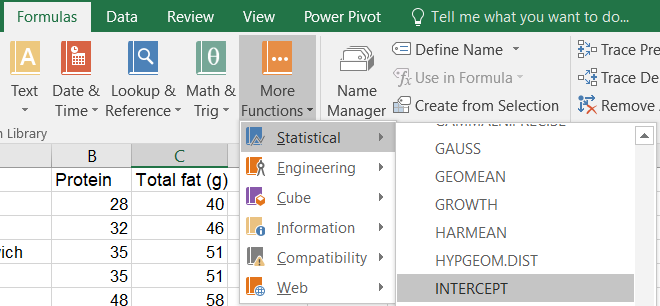 Formulas Data Review View Power Pivot Tell me what you want to do...
Text Date & Time Lookup & Reference Math & Trig More Functions Name Manager
Define Name Trace Pre
Use in Formula Trace De
Create from Selection Remove
n Library
Statistical
Engineering
Cube
Information
Compatibility
Web
GAUSS
GEOMEAN
GROWTH
HARMEAN
HYPGEOM.DIST
INTERCEPT
B C
Protein Total fat (g)
28 40
32 46
vich 35 51
35 51
48 58